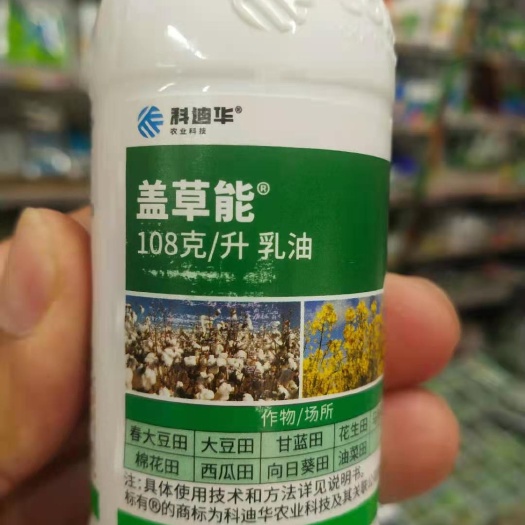 科迪华®
农业科技
盖草能®
108克/升 乳油
作物/场所
春大豆田 大豆田 甘蓝田 花生田
棉花田 西瓜田 向日葵田 油菜田
注:具体使用技术和方法详见说明书。
标有®的商标为科迪华农业科技及其关联